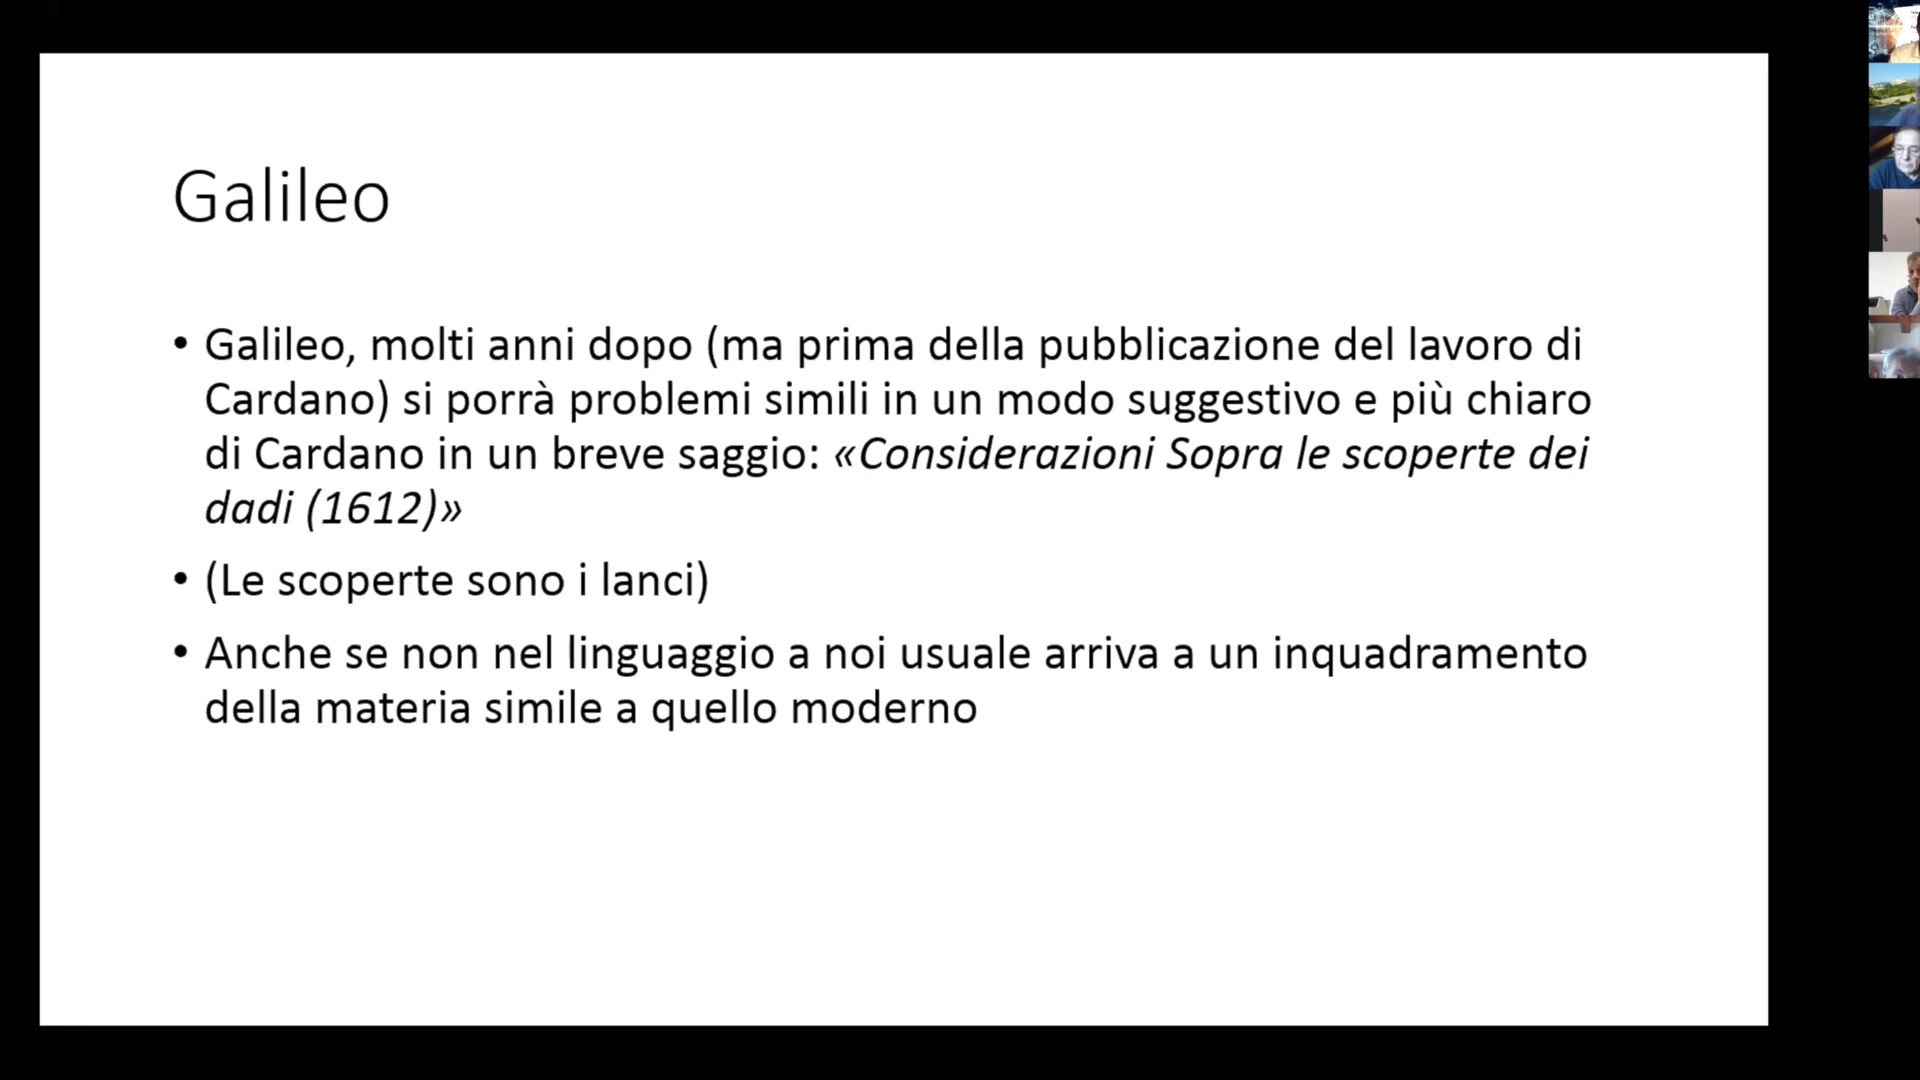 Galileo
• Galileo, molti anni dopo (ma prima della pubblicazione del lavoro di
Cardano) si porrà problemi simili in un modo suggestivo e più chiaro
di Cardano in un breve saggio: «Considerazioni Sopra le scoperte dei
dadi (1612)»
• (Le scoperte sono i lanci)
• Anche se non nel linguaggio a noi usuale arriva a un inquadramento
della materia simile a quello moderno